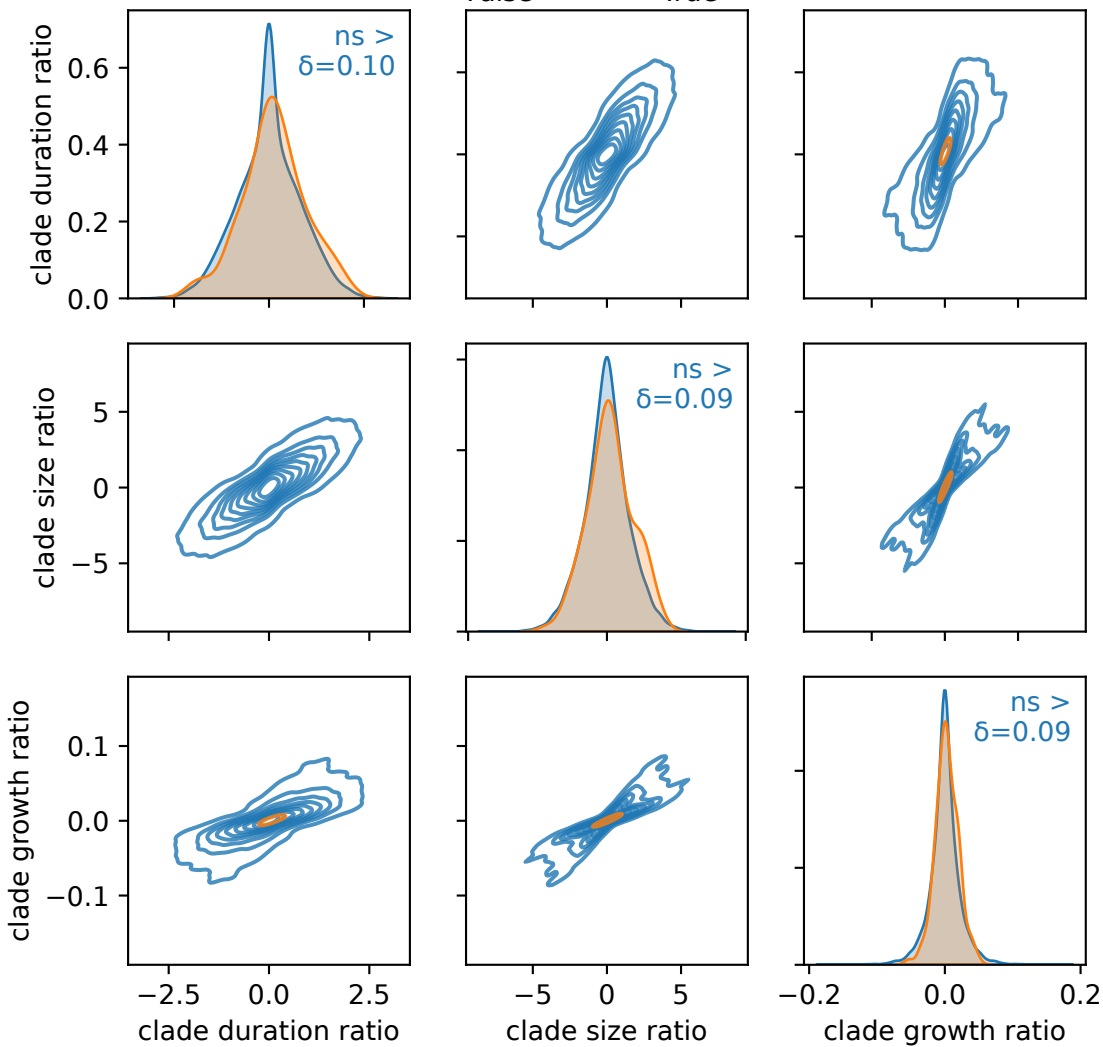 clade duration ratio
0.6
0.4
0.2
0.0
ns >
δ=0.10
−5
0
5
clade size ratio
5
0
−5
ns >
δ=0.09
clade growth ratio
0.1
0.0
−0.1
ns >
δ=0.09
−2.5
0.0
2.5
−5
0
5
−0.2
0.0
0.2
clade duration ratio
clade size ratio
clade growth ratio